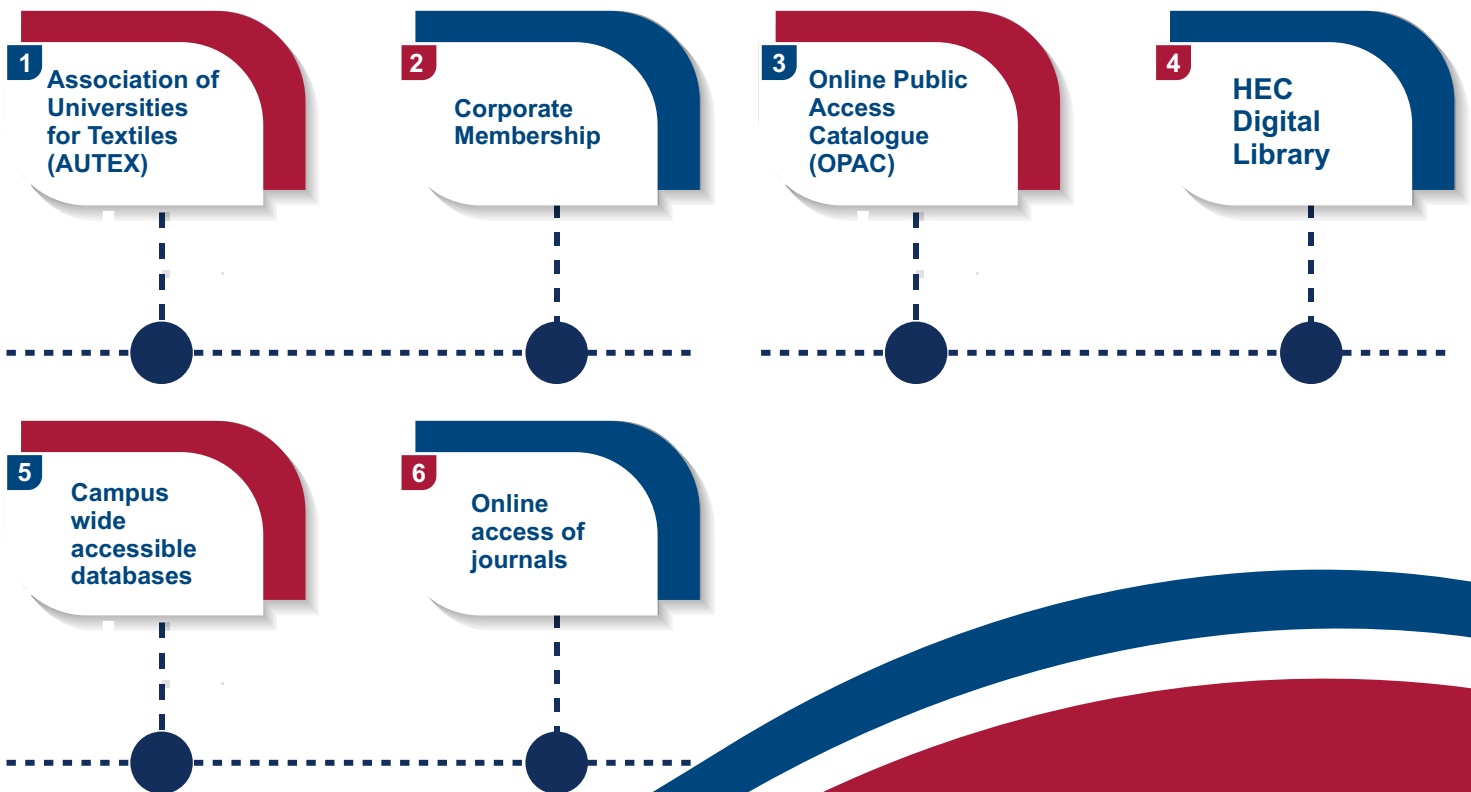 1
Association of
Universities
for Textiles
(AUTEX)
2
Corporate
Membership
3
Online Public
Access
Catalogue
(OPAC)
4
HEC
Digital
Library
5
Campus
wide
accessible
databases
6
Online
access of
journals